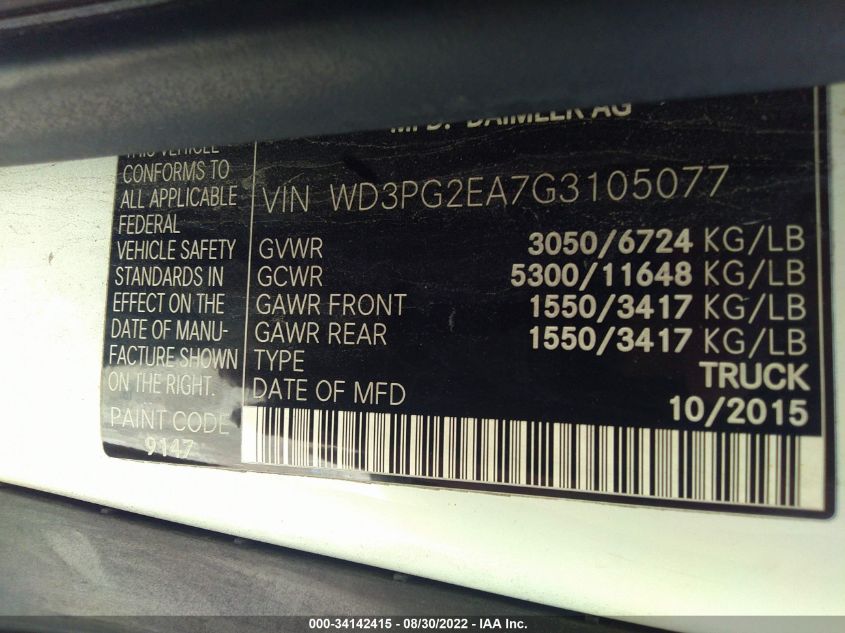 MFD. DAIMLER AG
THIS VEHICLE
CONFORMS TO
ALL APPLICABLE
FEDERAL
VEHICLE SAFETY
STANDARDS IN
EFFECT ON THE
DATE OF MANU-
FACTURE SHOWN
ON THE RIGHT.
PAINT CODE
9147
VIN WD3PG2EA7G3105077
GVWR 3050/6724 KG/LB
GCWR 5300/11648 KG/LB
GAWR FRONT 1550/3417 KG/LB
GAWR REAR 1550/3417 KG/LB
TYPE TRUCK
DATE OF MFD 10/2015
000-34142415 - 08/30/2022 - IAA Inc.